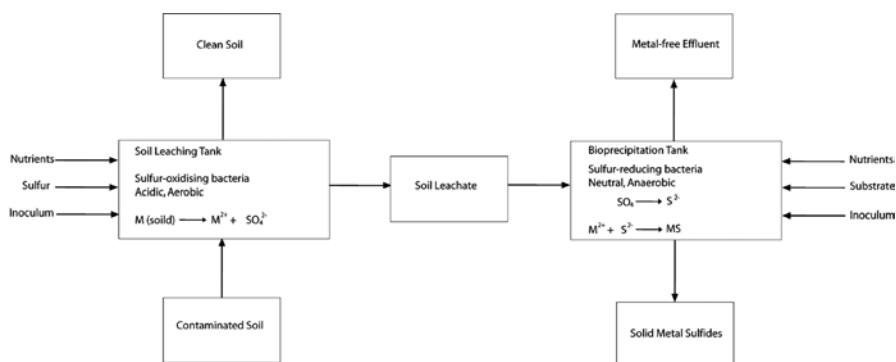 Clean Soil
Metal-free Effluent
Nutrients
Sulfur
Inoculum
Soil Leaching Tank
Sulfur-oxidising bacteria
Acidic, Aerobic
M (soild) ⟶ M²⁺ + SO₄²⁻
Soil Leachate
Bioprecipitation Tank
Sulfur-reducing bacteria
Neutral, Anaerobic
SO₄ ⟶ S²⁻
M²⁺ + S²⁻ ⟶ MS
Nutrients
Substrate
Inoculum
Contaminated Soil
Solid Metal Sulfides